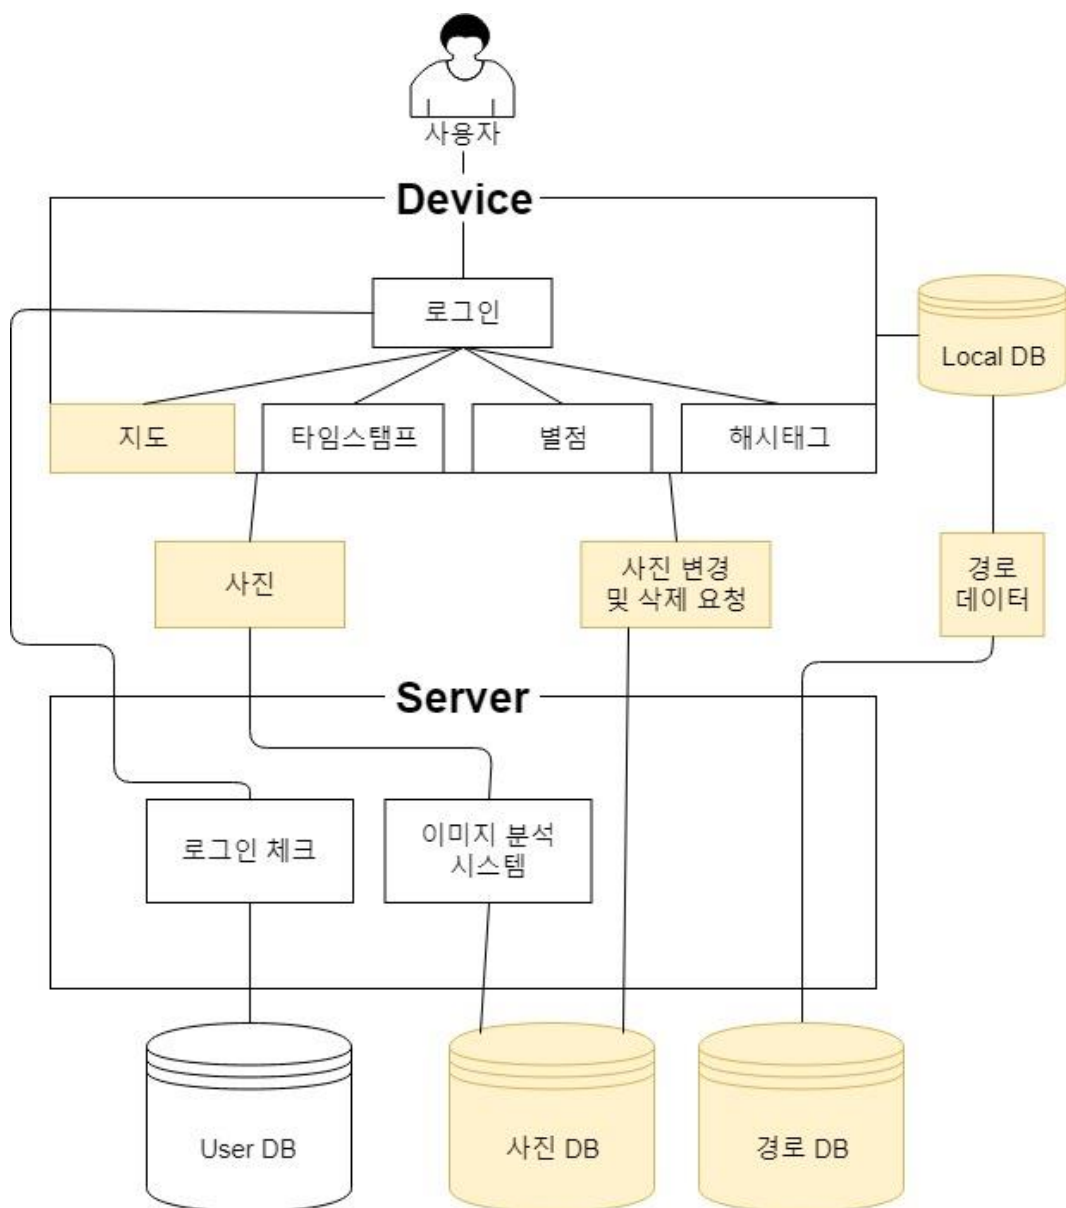 사용자
Device
로그인
Local DB
지도
타임스탬프
별점
해시태그
사진
사진 변경
및 삭제 요청
경로
데이터
Server
로그인 체크
이미지 분석
시스템
User DB
사진 DB
경로 DB